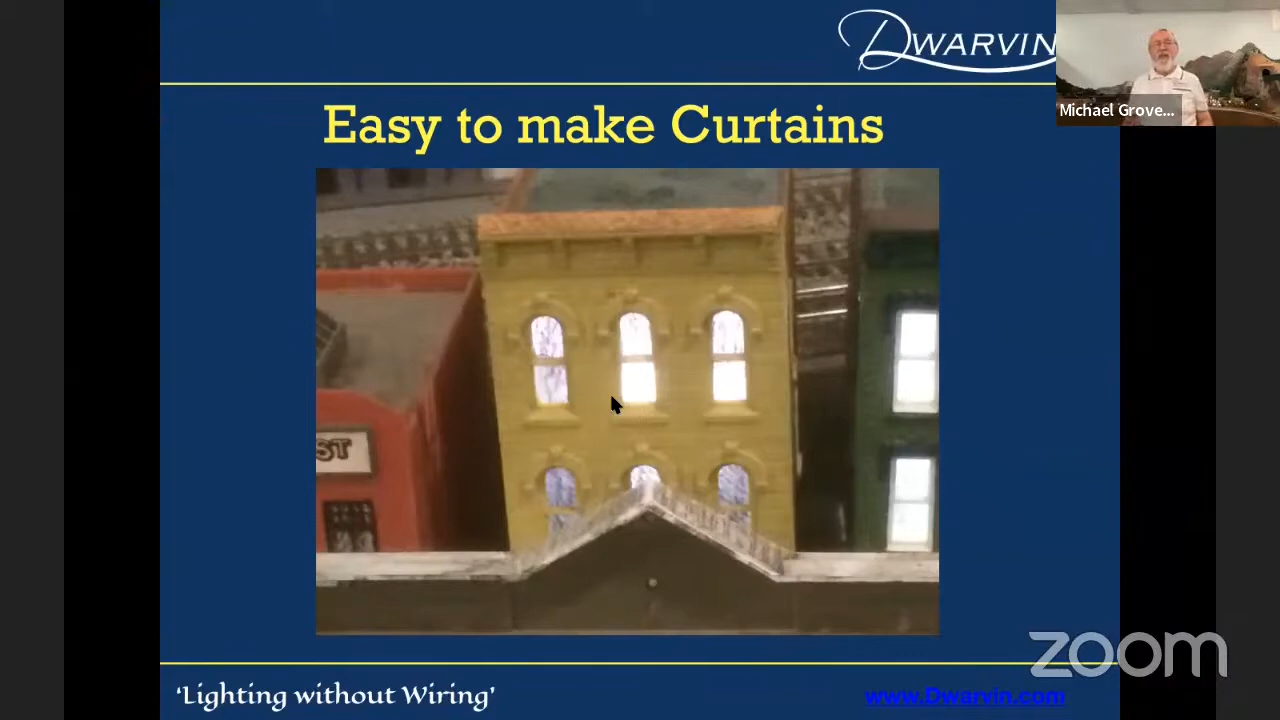 DWARVIN
Michael Grove...
Easy to make Curtains
ST
zoom
'Lighting without Wiring'
www.Dwarvin.com